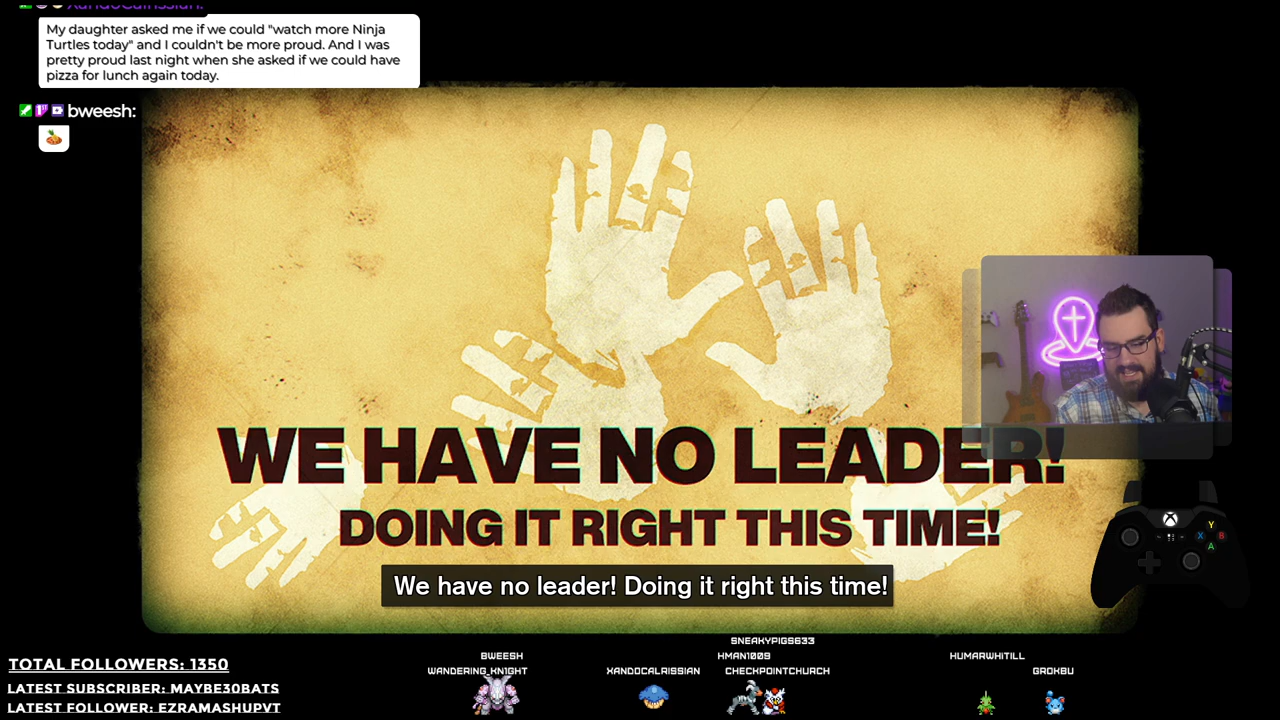 XandoCalrissian:
My daughter asked me if we could "watch more Ninja
Turtles today" and I couldn't be more proud. And I was
pretty proud last night when she asked if we could have
pizza for lunch again today.
bweesh:
WE HAVE NO LEADER!
DOING IT RIGHT THIS TIME!
We have no leader! Doing it right this time!
Y
X B
A
TOTAL FOLLOWERS: 1350
LATEST SUBSCRIBER: MAYBE30BATS
LATEST FOLLOWER: EZRAMASHUPVT
BWEESH
WANDERING_KN1GHT
XANDOCALRISSIAN
SNEAKYPIGS633
HMAN1009
CHECKPOINTCHURCH
HUMARWHITILL
GROKBU